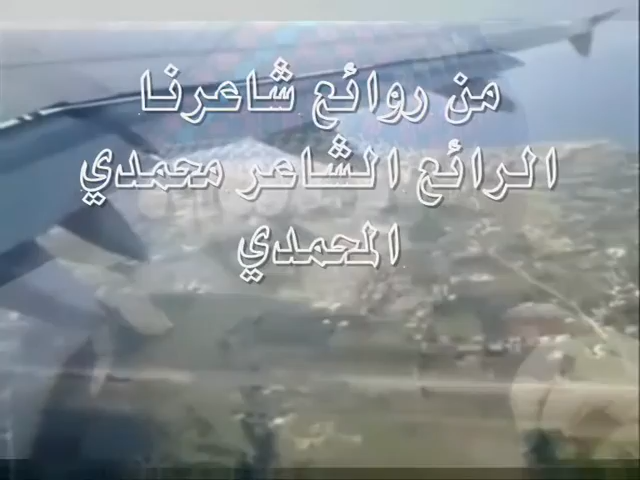 من روائع شاعرنا
الرائع الشاعر محمدي
المحمدي